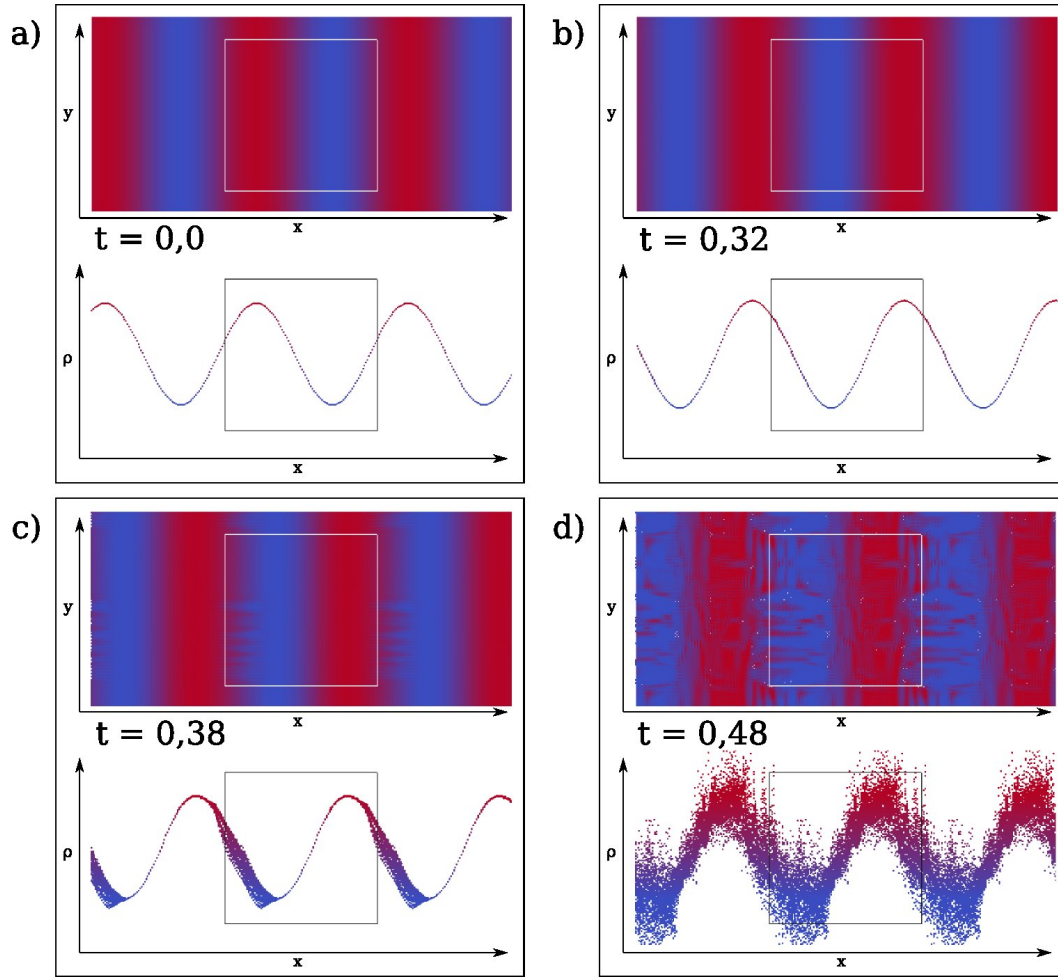 a)
y
x
t = 0,0
ρ
x
b)
y
x
t = 0,32
ρ
x
c)
y
x
t = 0,38
ρ
x
d)
y
x
t = 0,48
ρ
x